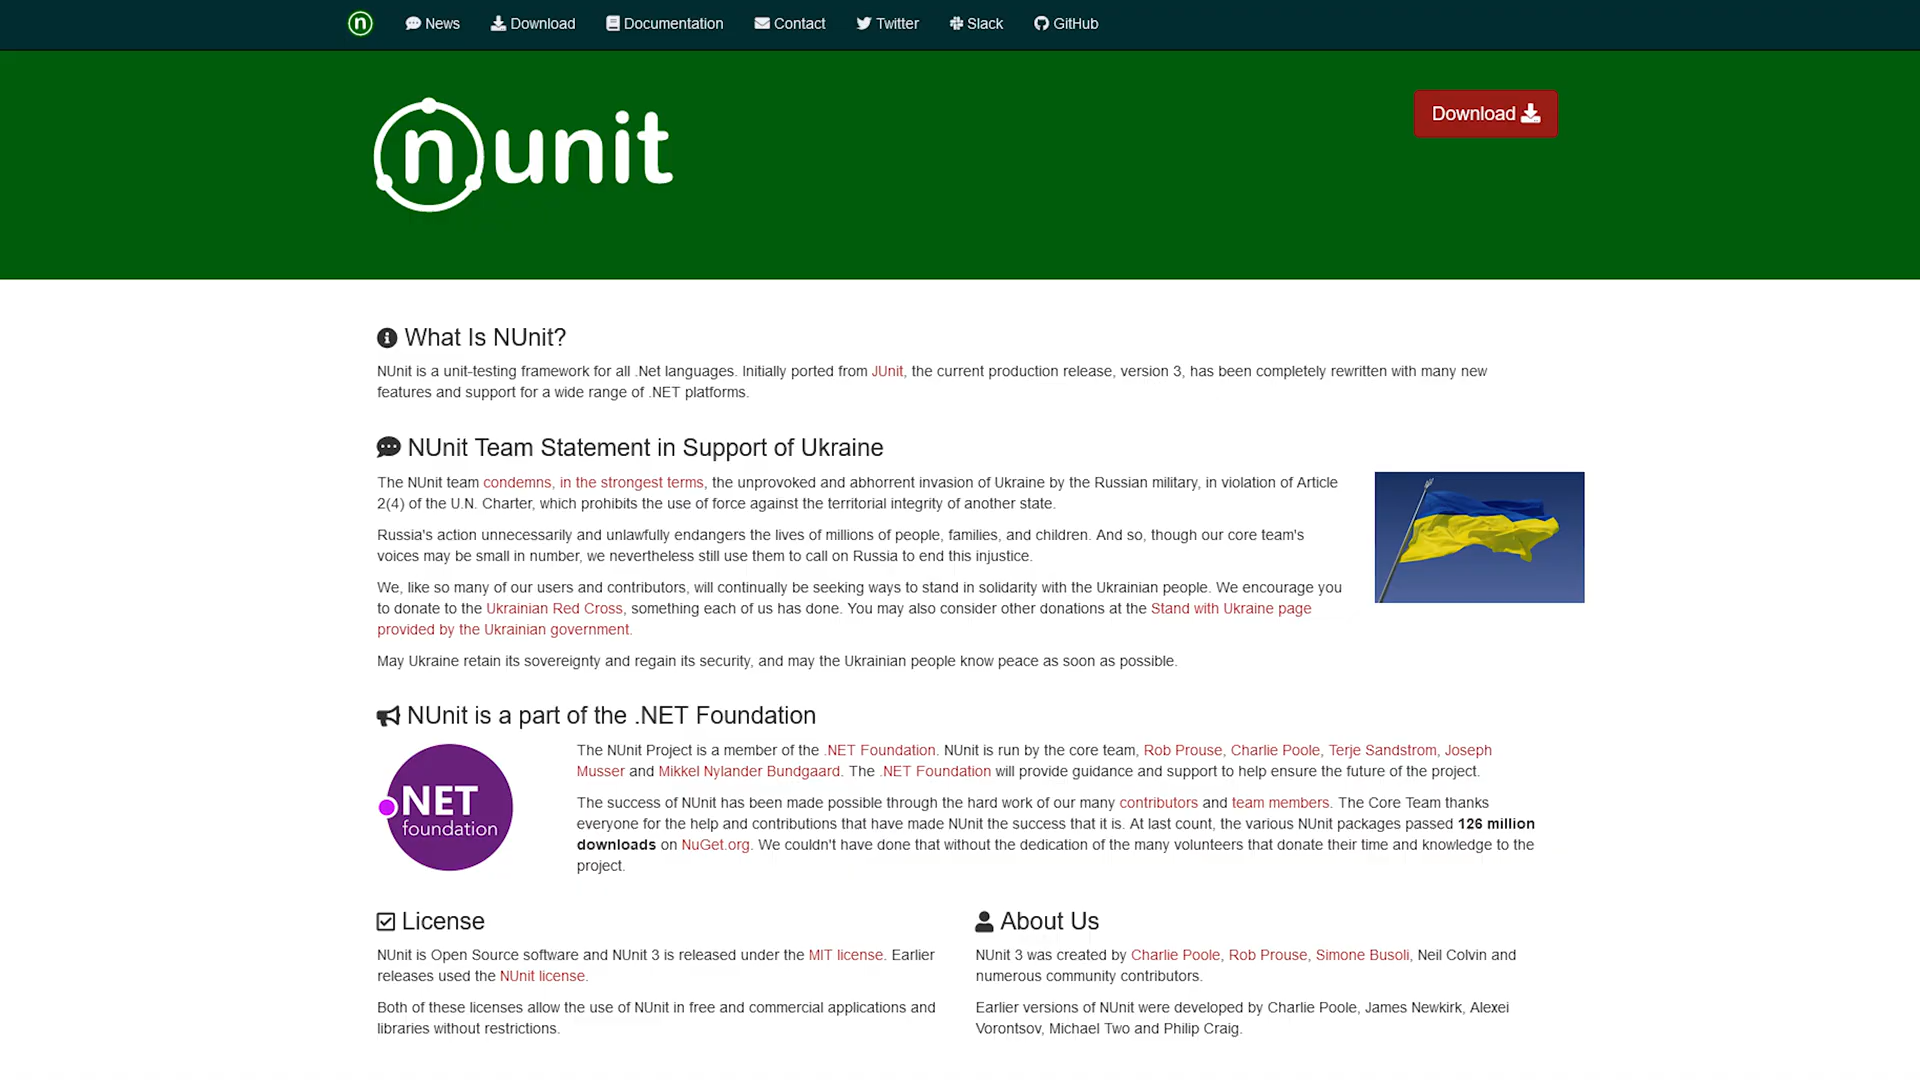 n News Download Documentation Contact Twitter Slack GitHub
nunit
Download
What Is NUnit?
NUnit is a unit-testing framework for all .Net languages. Initially ported from JUnit, the current production release, version 3, has been completely rewritten with many new
features and support for a wide range of .NET platforms.
NUnit Team Statement in Support of Ukraine
The NUnit team condemns, in the strongest terms, the unprovoked and abhorrent invasion of Ukraine by the Russian military, in violation of Article
2(4) of the U.N. Charter, which prohibits the use of force against the territorial integrity of another state.
Russia's action unnecessarily and unlawfully endangers the lives of millions of people, families, and children. And so, though our core team's
voices may be small in number, we nevertheless still use them to call on Russia to end this injustice.
We, like so many of our users and contributors, will continually be seeking ways to stand in solidarity with the Ukrainian people. We encourage you
to donate to the Ukrainian Red Cross, something each of us has done. You may also consider other donations at the Stand with Ukraine page
provided by the Ukrainian government.
May Ukraine retain its sovereignty and regain its security, and may the Ukrainian people know peace as soon as possible.
NUnit is a part of the .NET Foundation
NET
foundation
The NUnit Project is a member of the .NET Foundation. NUnit is run by the core team, Rob Prouse, Charlie Poole, Terje Sandstrom, Joseph
Musser and Mikkel Nylander Bundgaard. The .NET Foundation will provide guidance and support to help ensure the future of the project.
The success of NUnit has been made possible through the hard work of our many contributors and team members. The Core Team thanks
everyone for the help and contributions that have made NUnit the success that it is. At last count, the various NUnit packages passed 126 million
downloads on NuGet.org. We couldn't have done that without the dedication of the many volunteers that donate their time and knowledge to the
project.
License
NUnit is Open Source software and NUnit 3 is released under the MIT license. Earlier
releases used the NUnit license.
Both of these licenses allow the use of NUnit in free and commercial applications and
libraries without restrictions.
About Us
NUnit 3 was created by Charlie Poole, Rob Prouse, Simone Busoli, Neil Colvin and
numerous community contributors.
Earlier versions of NUnit were developed by Charlie Poole, James Newkirk, Alexei
Vorontsov, Michael Two and Philip Craig.